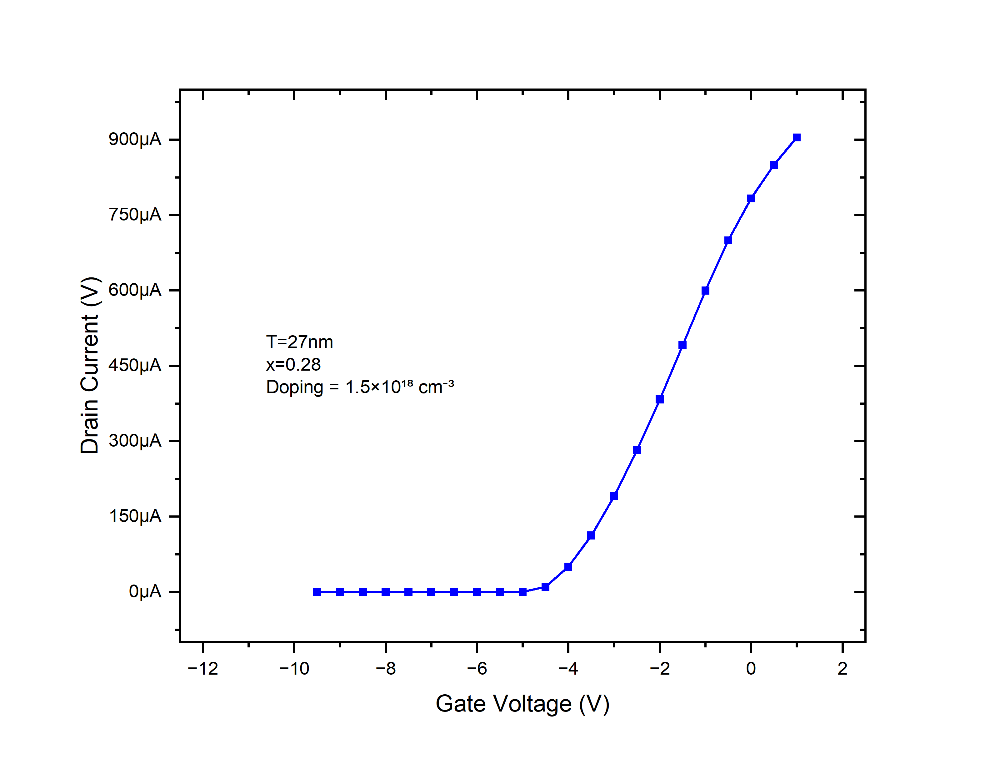 900µA
750µA
600µA
450µA
300µA
150µA
0µA
Drain Current (V)
T=27nm
x=0.28
Doping = 1.5×10¹⁸ cm⁻³
−12 −10 −8 −6 −4 −2 0 2
Gate Voltage (V)